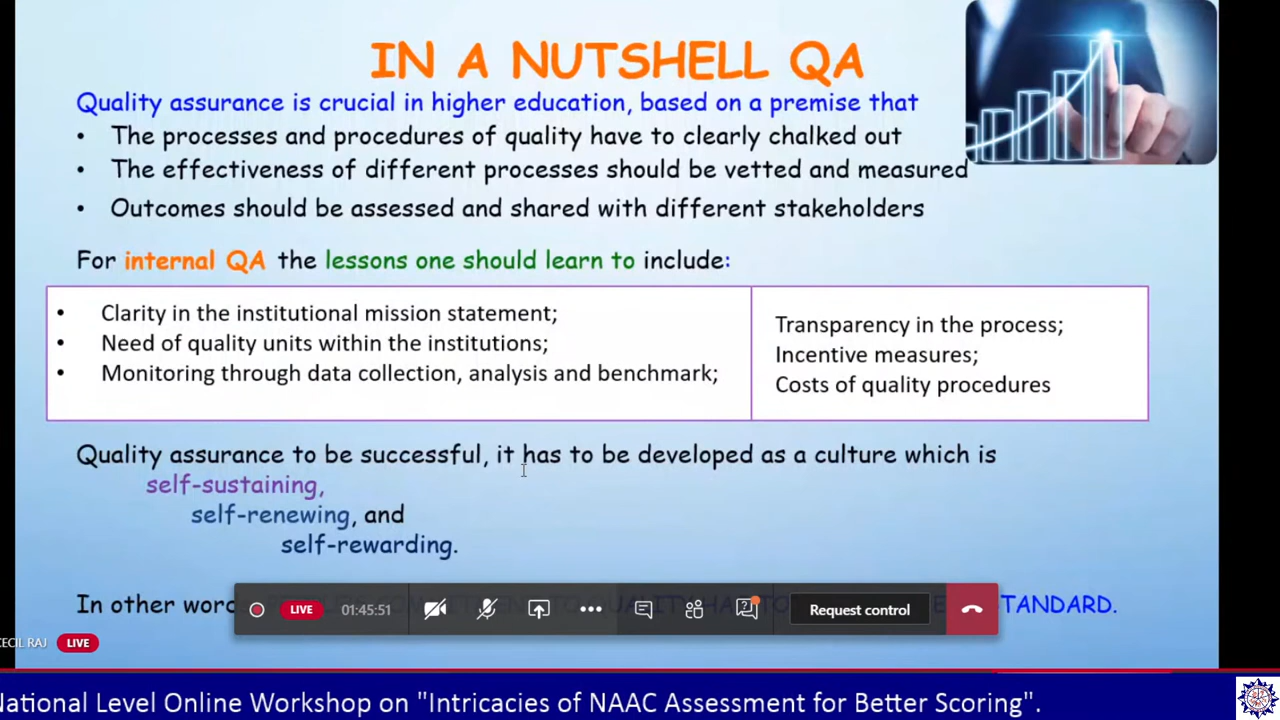 IN A NUTSHELL QA
Quality assurance is crucial in higher education, based on a premise that
• The processes and procedures of quality have to clearly chalked out
• The effectiveness of different processes should be vetted and measured
• Outcomes should be assessed and shared with different stakeholders
For internal QA the lessons one should learn to include:
• Clarity in the institutional mission statement;
• Need of quality units within the institutions;
• Monitoring through data collection, analysis and benchmark;
Transparency in the process;
Incentive measures;
Costs of quality procedures
Quality assurance to be successful, it has to be developed as a culture which is
self-sustaining,
self-renewing, and
self-rewarding.
In other TANDARD.
LIVE
01:45:51
Request control
CECIL RAJ LIVE
National Level Online Workshop on "Intricacies of NAAC Assessment for Better Scoring".